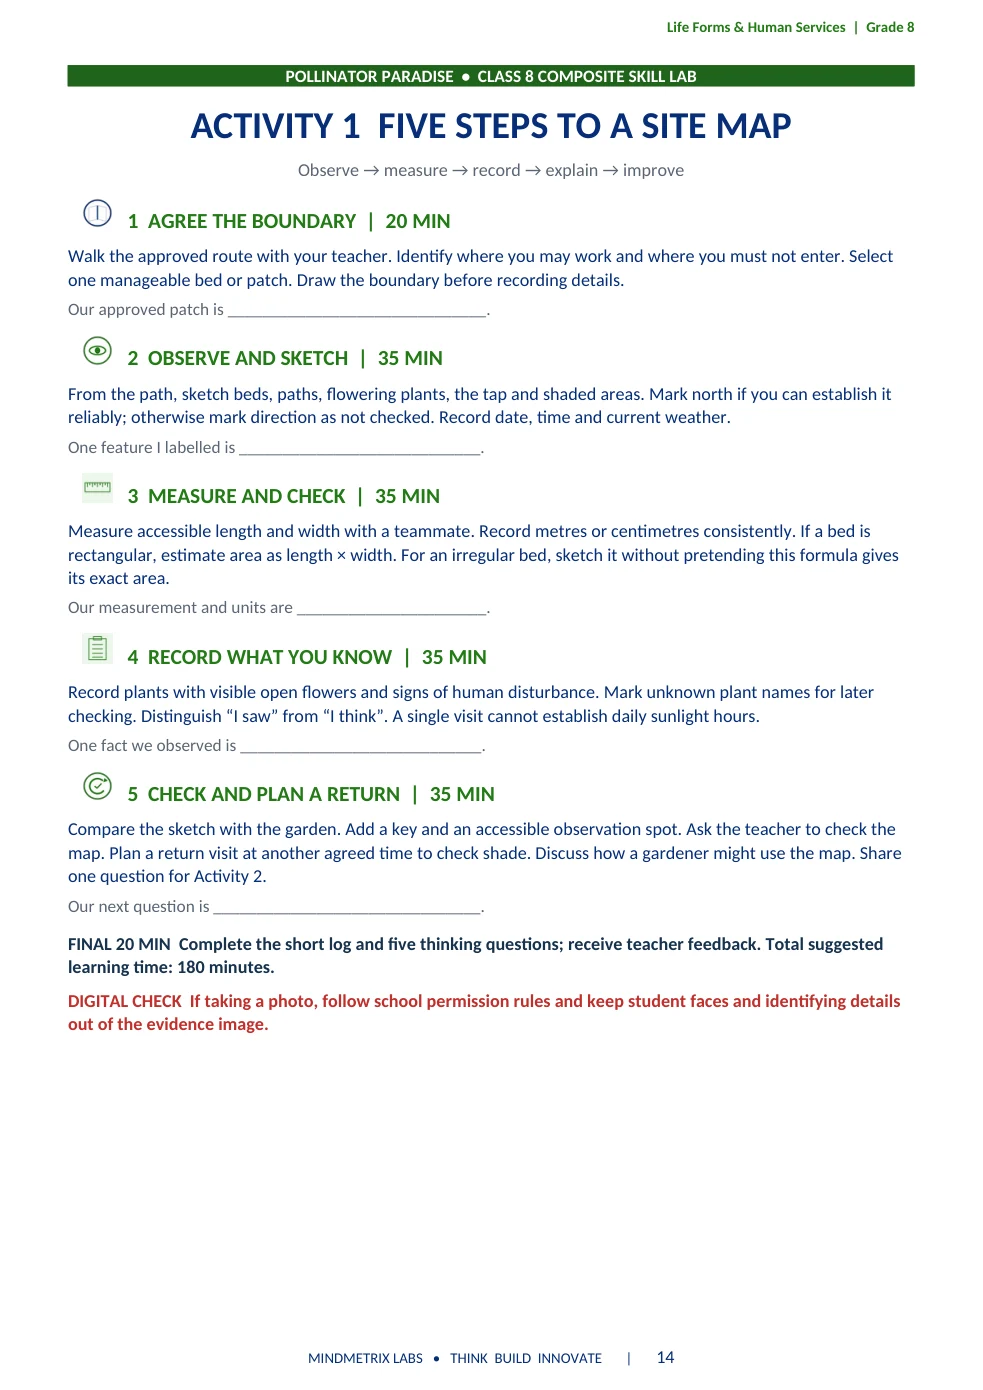 Life Forms & Human Services | Grade 8
POLLINATOR PARADISE ● CLASS 8 COMPOSITE SKILL LAB
ACTIVITY 1 FIVE STEPS TO A SITE MAP
Observe → measure → record → explain → improve
1 AGREE THE BOUNDARY | 20 MIN
Walk the approved route with your teacher. Identify where you may work and where you must not enter. Select
one manageable bed or patch. Draw the boundary before recording details.
Our approved patch is ______________________________.
2 OBSERVE AND SKETCH | 35 MIN
From the path, sketch beds, paths, flowering plants, the tap and shaded areas. Mark north if you can establish it
reliably; otherwise mark direction as not checked. Record date, time and current weather.
One feature I labelled is ____________________________.
3 MEASURE AND CHECK | 35 MIN
Measure accessible length and width with a teammate. Record metres or centimetres consistently. If a bed is
rectangular, estimate area as length × width. For an irregular bed, sketch it without pretending this formula gives
its exact area.
Our measurement and units are ______________________.
4 RECORD WHAT YOU KNOW | 35 MIN
Record plants with visible open flowers and signs of human disturbance. Mark unknown plant names for later
checking. Distinguish “I saw” from “I think”. A single visit cannot establish daily sunlight hours.
One fact we observed is ____________________________.
5 CHECK AND PLAN A RETURN | 35 MIN
Compare the sketch with the garden. Add a key and an accessible observation spot. Ask the teacher to check the
map. Plan a return visit at another agreed time to check shade. Discuss how a gardener might use the map. Share
one question for Activity 2.
Our next question is _______________________________.
FINAL 20 MIN Complete the short log and five thinking questions; receive teacher feedback. Total suggested
learning time: 180 minutes.
DIGITAL CHECK If taking a photo, follow school permission rules and keep student faces and identifying details
out of the evidence image.
MINDMETRIX LABS ● THINK BUILD INNOVATE | 14